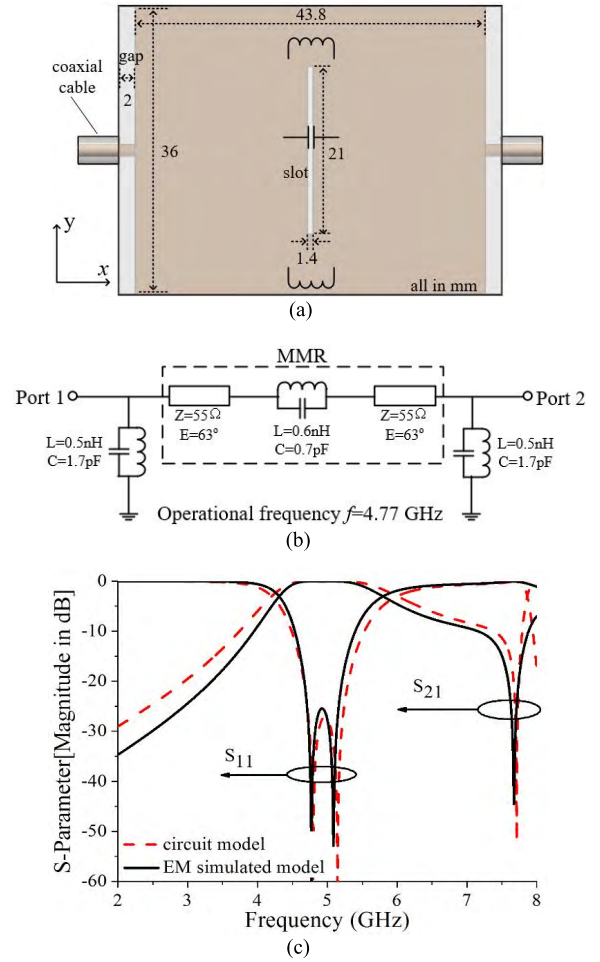 43.8
gap
coaxial
cable
2
36
21
slot
1.4
y
x
all in mm
(a)
MMR
Port 1
Port 2
Z=55Ω
E=63°
L=0.6nH
C=0.7pF
Z=55Ω
E=63°
L=0.5nH
C=1.7pF
L=0.5nH
C=1.7pF
Operational frequency f=4.77 GHz
(b)
S-Parameter[Magnitude in dB]
0
-10
-20
-30
-40
-50
-60
S21
S11
circuit model
EM simulated model
2 3 4 5 6 7 8
Frequency (GHz)
(c)